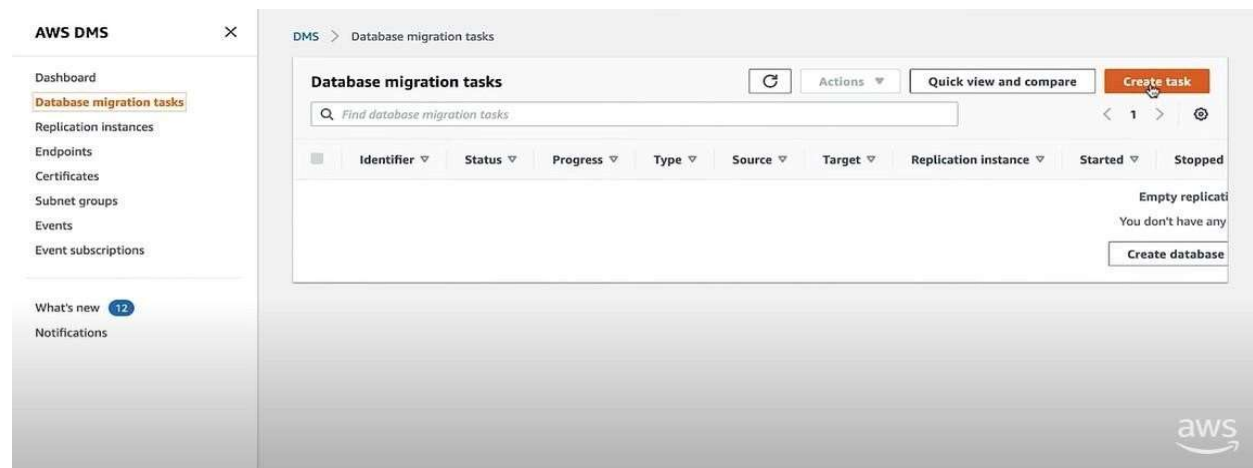 AWS DMS
Dashboard
Database migration tasks
Replication instances
Endpoints
Certificates
Subnet groups
Events
Event subscriptions
What's new 12
Notifications
DMS > Database migration tasks
Database migration tasks
Actions Quick view and compare Create task
Find database migration tasks
< 1 >
Identifier Status Progress Type Source Target Replication instance Started Stopped
Empty replicati
You don't have any
Create database
aws